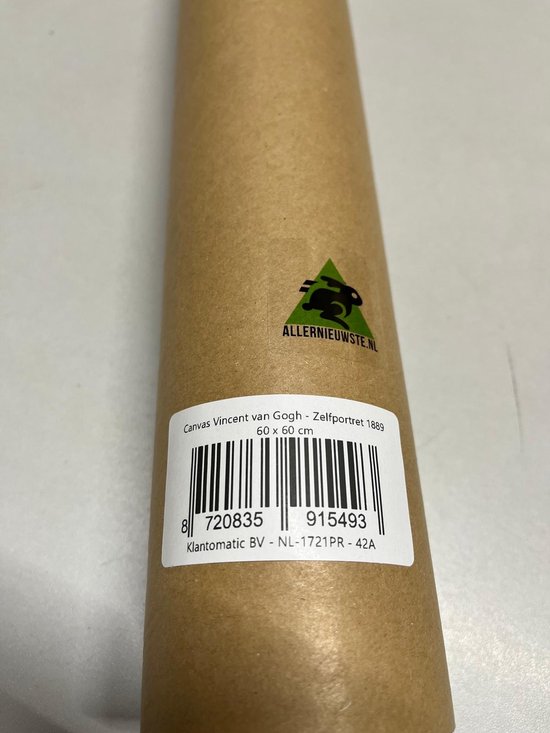 ALLERNIEUWSTE.NL
Canvas Vincent van Gogh - Zelfportret 1889
60 x 60 cm
8 720835 915493
Klantomatic BV - NL-1721PR - 42A